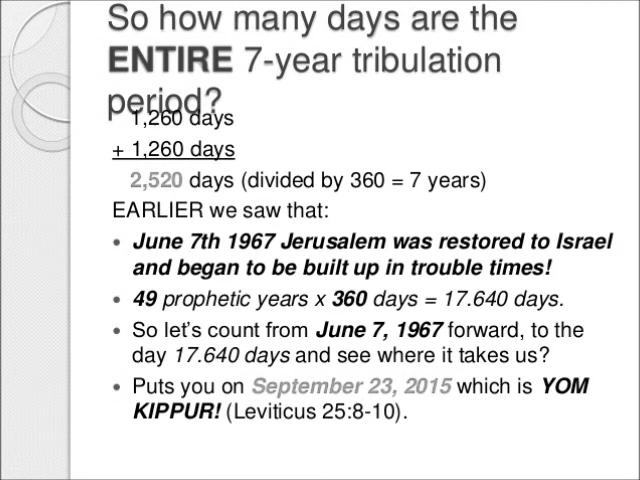 So how many days are the
ENTIRE 7-year tribulation
period?
1,260 days
+ 1,260 days
2,520 days (divided by 360 = 7 years)
EARLIER we saw that:
• June 7th 1967 Jerusalem was restored to Israel
and began to be built up in trouble times!
• 49 prophetic years x 360 days = 17.640 days.
• So let's count from June 7, 1967 forward, to the
day 17.640 days and see where it takes us?
• Puts you on September 23, 2015 which is YOM
KIPPUR! (Leviticus 25:8-10).